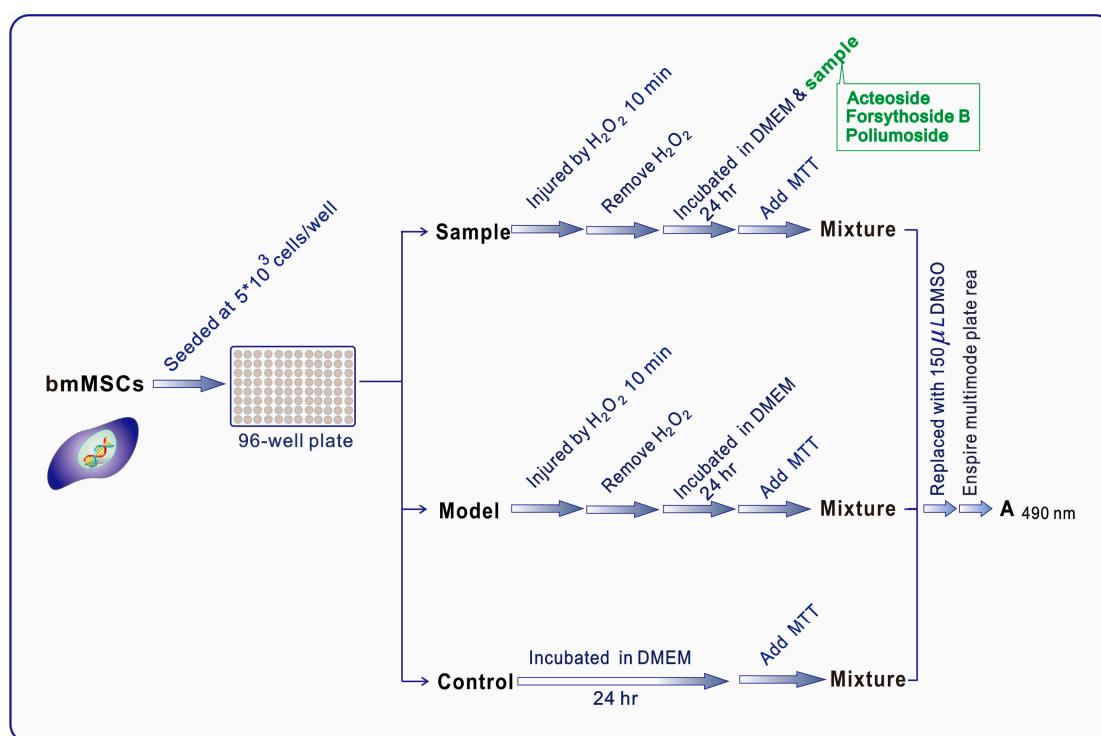 Acteoside
Forsythoside B
Poliumoside
Injured by H₂O₂ 10 min
Remove H₂O₂
Incubated in DMEM & sample
24 hr
Add MTT
Sample
Mixture
Seeded at 5*10³ cells/well
bmMSCs
96-well plate
Injured by H₂O₂ 10 min
Remove H₂O₂
Incubated in DMEM
24 hr
Add MTT
Model
Mixture
Replaced with 150 μL DMSO
Enspire multimode plate rea
A 490 nm
Incubated in DMEM
24 hr
Add MTT
Control
Mixture